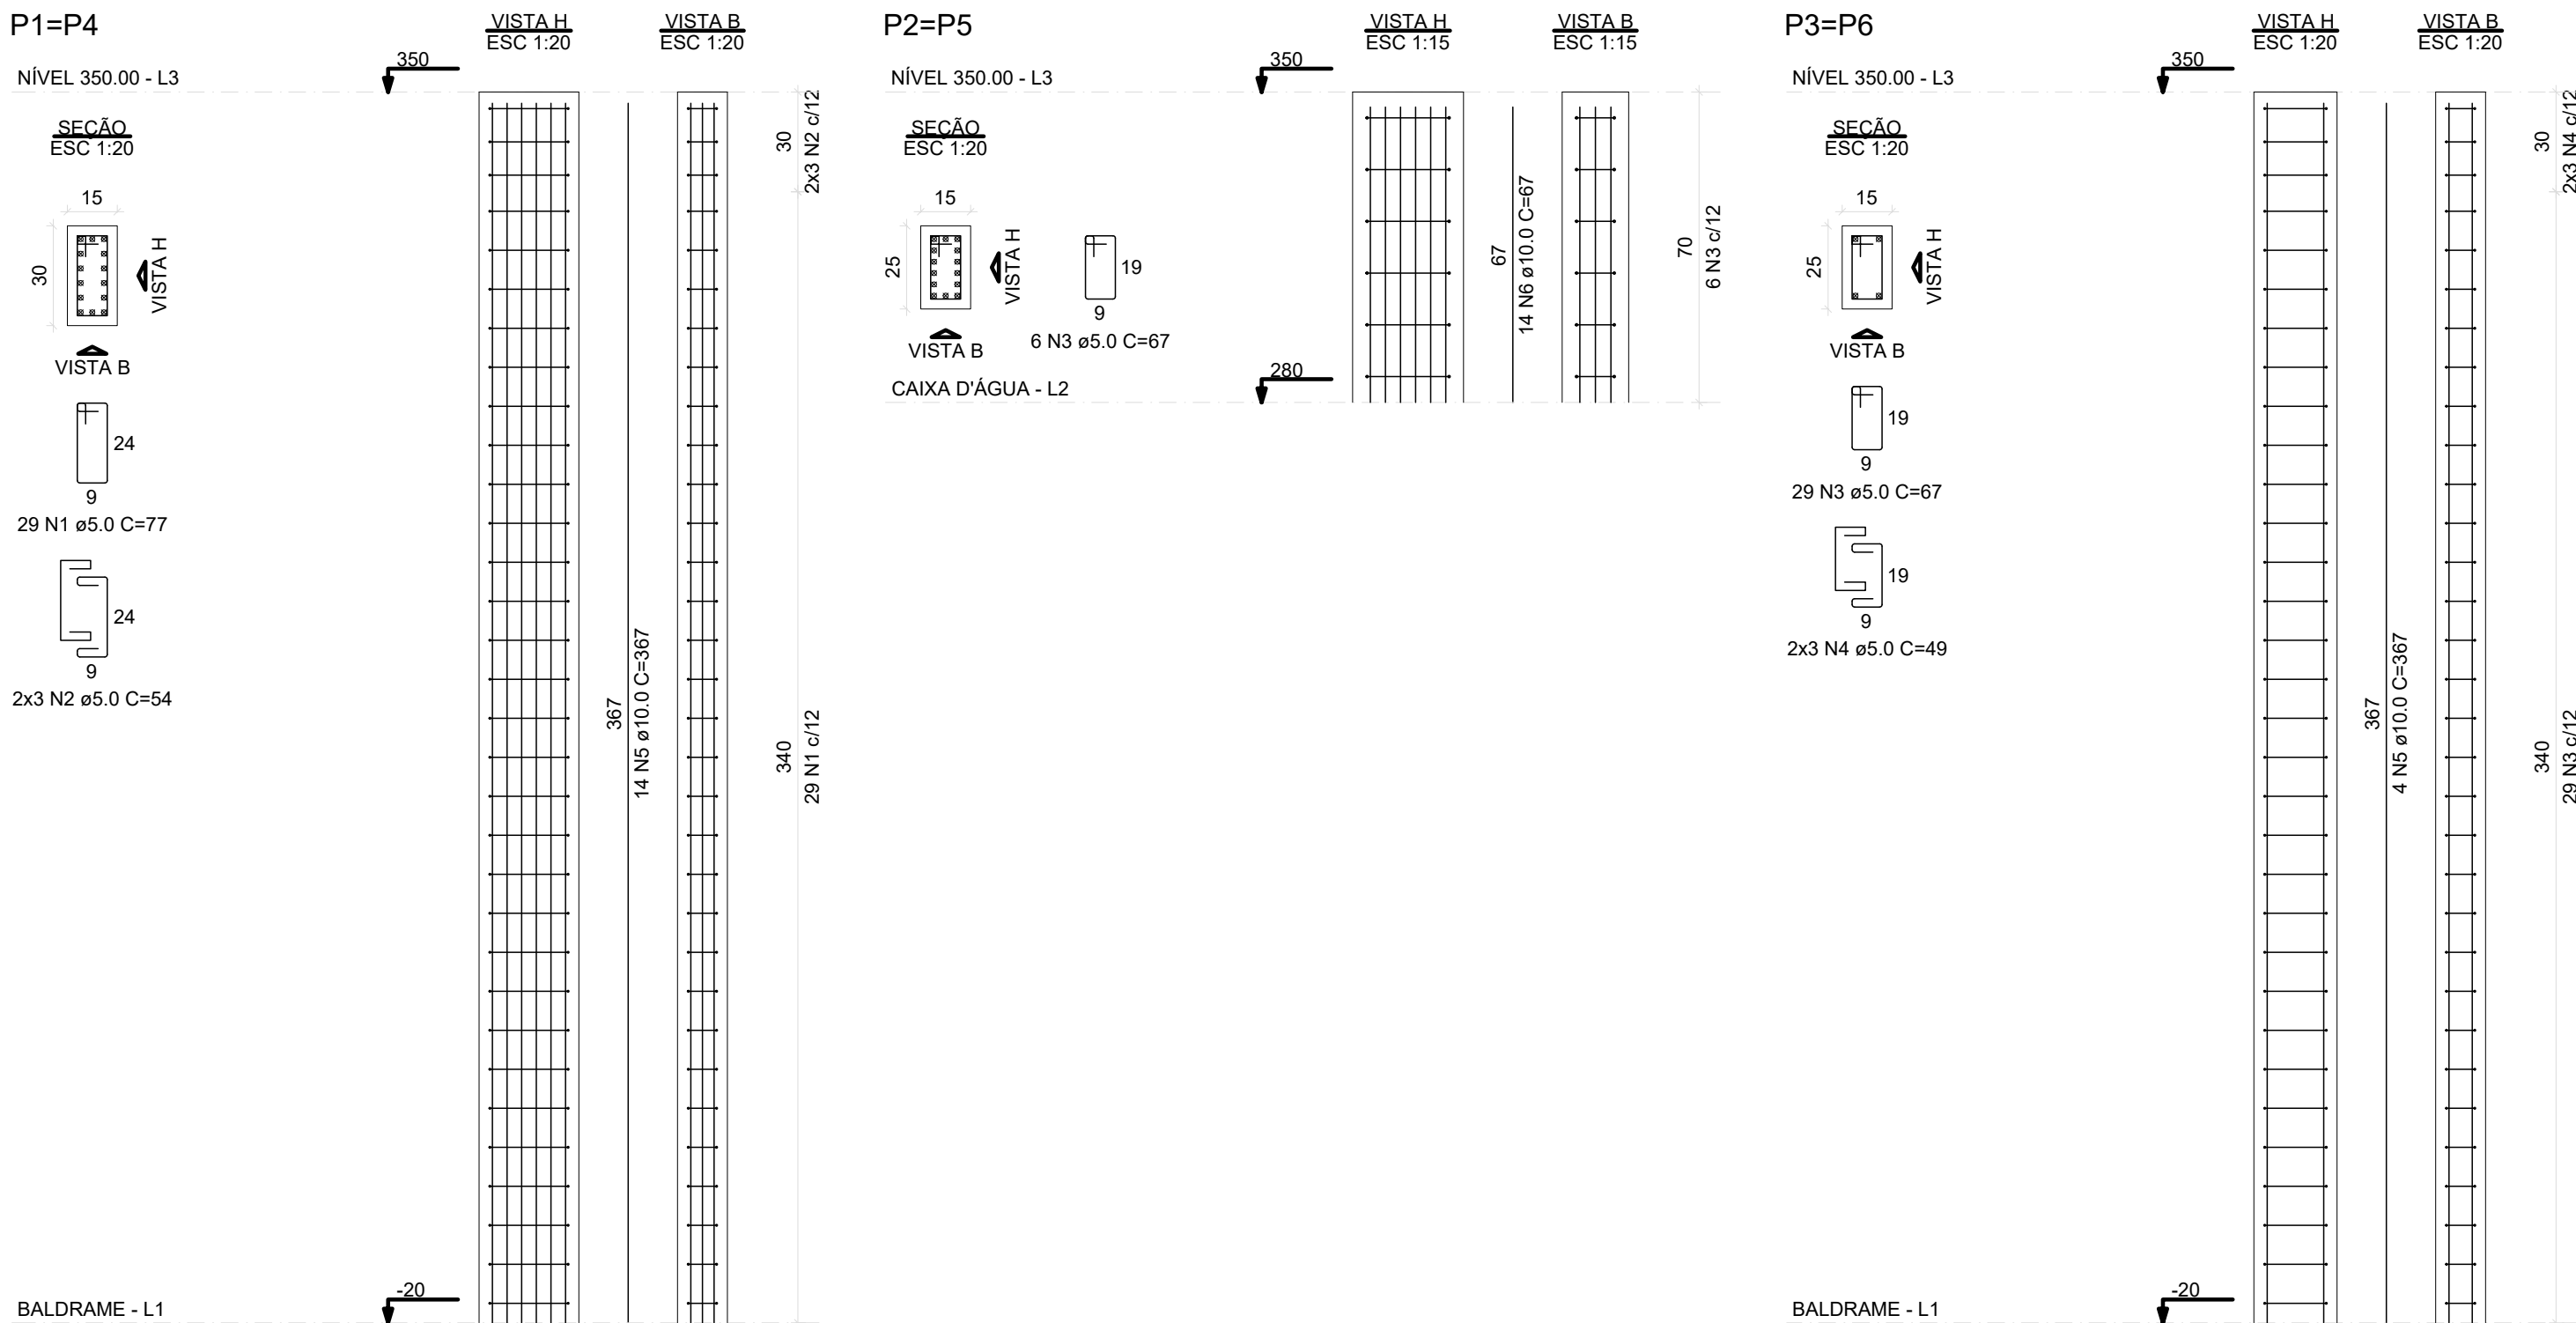 P1=P4
VISTA H
ESC 1:20
VISTA B
ESC 1:20
NÍVEL 350.00 - L3
350
SEÇÃO
ESC 1:20
15
30
VISTA H
VISTA B
24
9
29 N1 ø5.0 C=77
24
9
2x3 N2 ø5.0 C=54
367
14 N5 ø10.0 C=367
30
2x3 N2 c/12
340
29 N1 c/12
BALDRAME - L1
-20
P2=P5
VISTA H
ESC 1:15
VISTA B
ESC 1:15
NÍVEL 350.00 - L3
350
SEÇÃO
ESC 1:20
15
25
VISTA H
VISTA B
19
9
6 N3 ø5.0 C=67
67
14 N6 ø10.0 C=67
70
6 N3 c/12
CAIXA D'ÁGUA - L2
280
P3=P6
VISTA H
ESC 1:20
VISTA B
ESC 1:20
NÍVEL 350.00 - L3
350
SEÇÃO
ESC 1:20
15
25
VISTA H
VISTA B
19
9
29 N3 ø5.0 C=67
19
9
2x3 N4 ø5.0 C=49
367
4 N5 ø10.0 C=367
30
2x3 N4 c/12
340
29 N3 c/12
BALDRAME - L1
-20